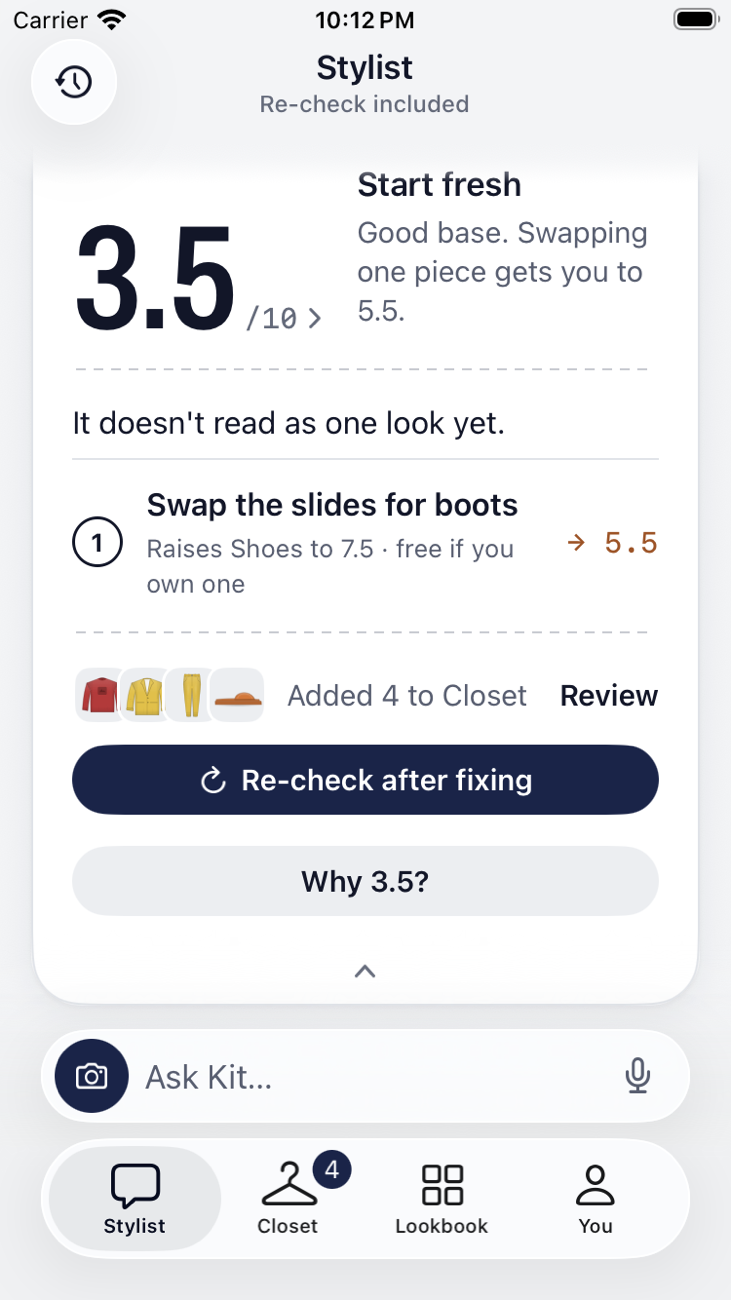 Carrier 10:12 PM
Stylist
Re-check included
3.5 /10 >
Start fresh
Good base. Swapping
one piece gets you to
5.5.
It doesn't read as one look yet.
1
Swap the slides for boots
Raises Shoes to 7.5 · free if you
own one
→ 5.5
Added 4 to Closet Review
Re-check after fixing
Why 3.5?
Ask Kit...
4
Stylist Closet Lookbook You